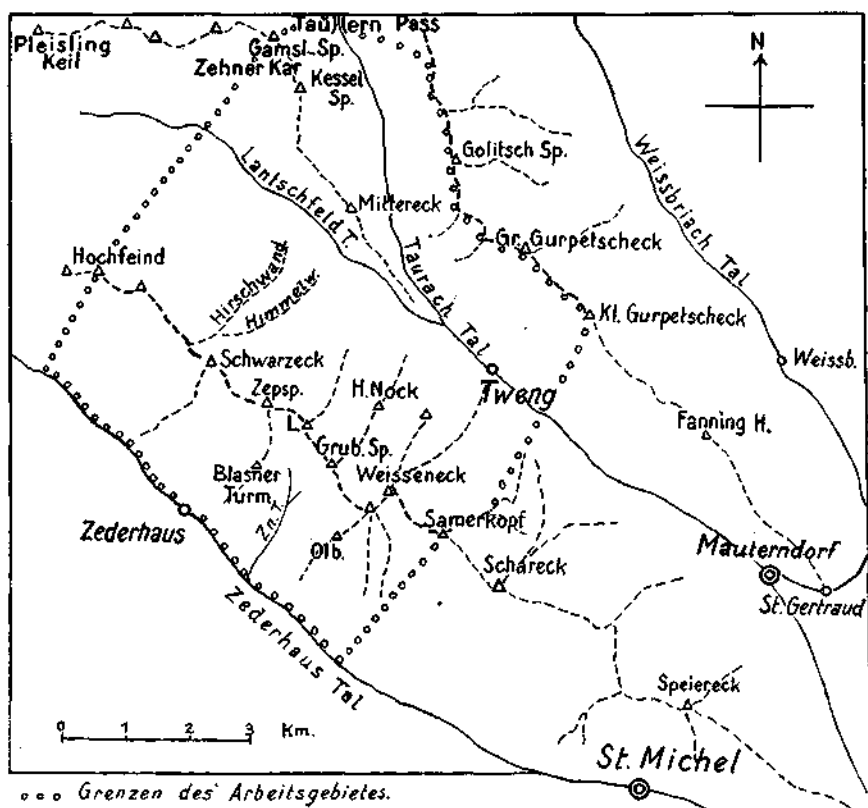 Tauern Pass
Pleisling
Keil
Gamsl-Sp.
Zehner Kar
Kessel
Sp.
N
Golitsch Sp.
Weissbriach Tal
Lantschfeld T.
Mittereck
Gr. Gurpetscheck
Taurach Tal
Hochfeind
Hirschwand
Himmelw.
Kl. Gurpetscheck
Schwarzeck
Weissb.
Zepsp.
H. Nock
Tweng
L.
Fanning H.
Grub. Sp.
Blasner
Turm
Weisseneck
Zn. T.
Zederhaus
Olb.
Samerkopf
Schareck
Mauterndorf
St. Gertraud
Zederhaus Tal
Speiereck
0 1 2 3 Km.
St. Michel
Grenzen des Arbeitsgebietes.